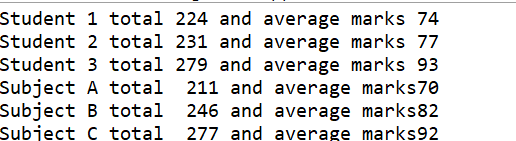 Student 1 total 224 and average marks 74
Student 2 total 231 and average marks 77
Student 3 total 279 and average marks 93
Subject A total  211 and average marks70
Subject B total  246 and average marks82
Subject C total  277 and average marks92